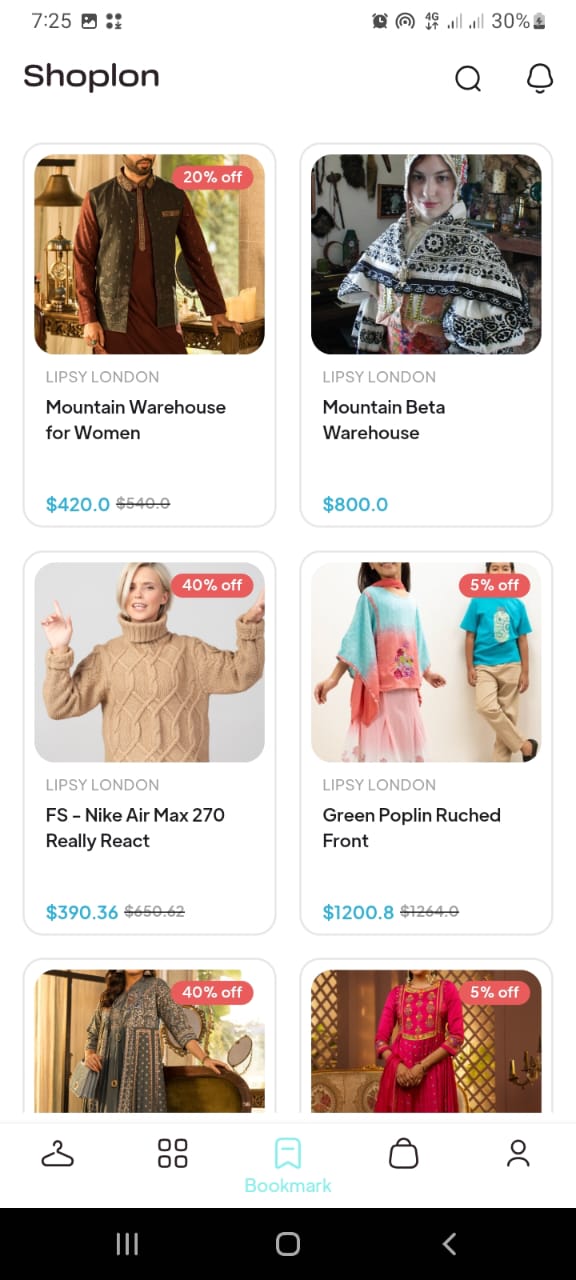 7:25
4G
30%
Shoplon
20% off
LIPSY LONDON
Mountain Warehouse
for Women
$420.0 $540.0
LIPSY LONDON
Mountain Beta
Warehouse
$800.0
40% off
LIPSY LONDON
FS - Nike Air Max 270
Really React
$390.36 $650.62
5% off
LIPSY LONDON
Green Poplin Ruched
Front
$1200.8 $1264.0
40% off
5% off
Bookmark